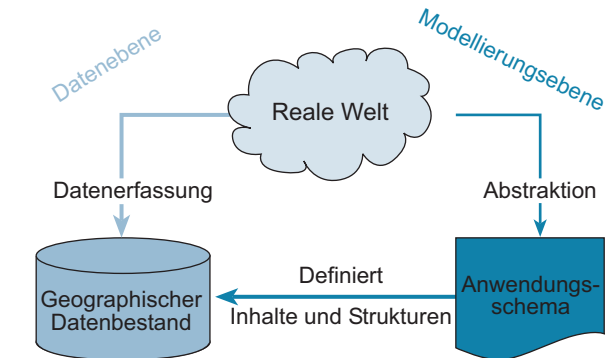 Datenebene
Modellierungsebene
Reale Welt
Datenerfassung
Abstraktion
Geographischer
Datenbestand
Definiert
Inhalte und Strukturen
Anwendungs-
schema